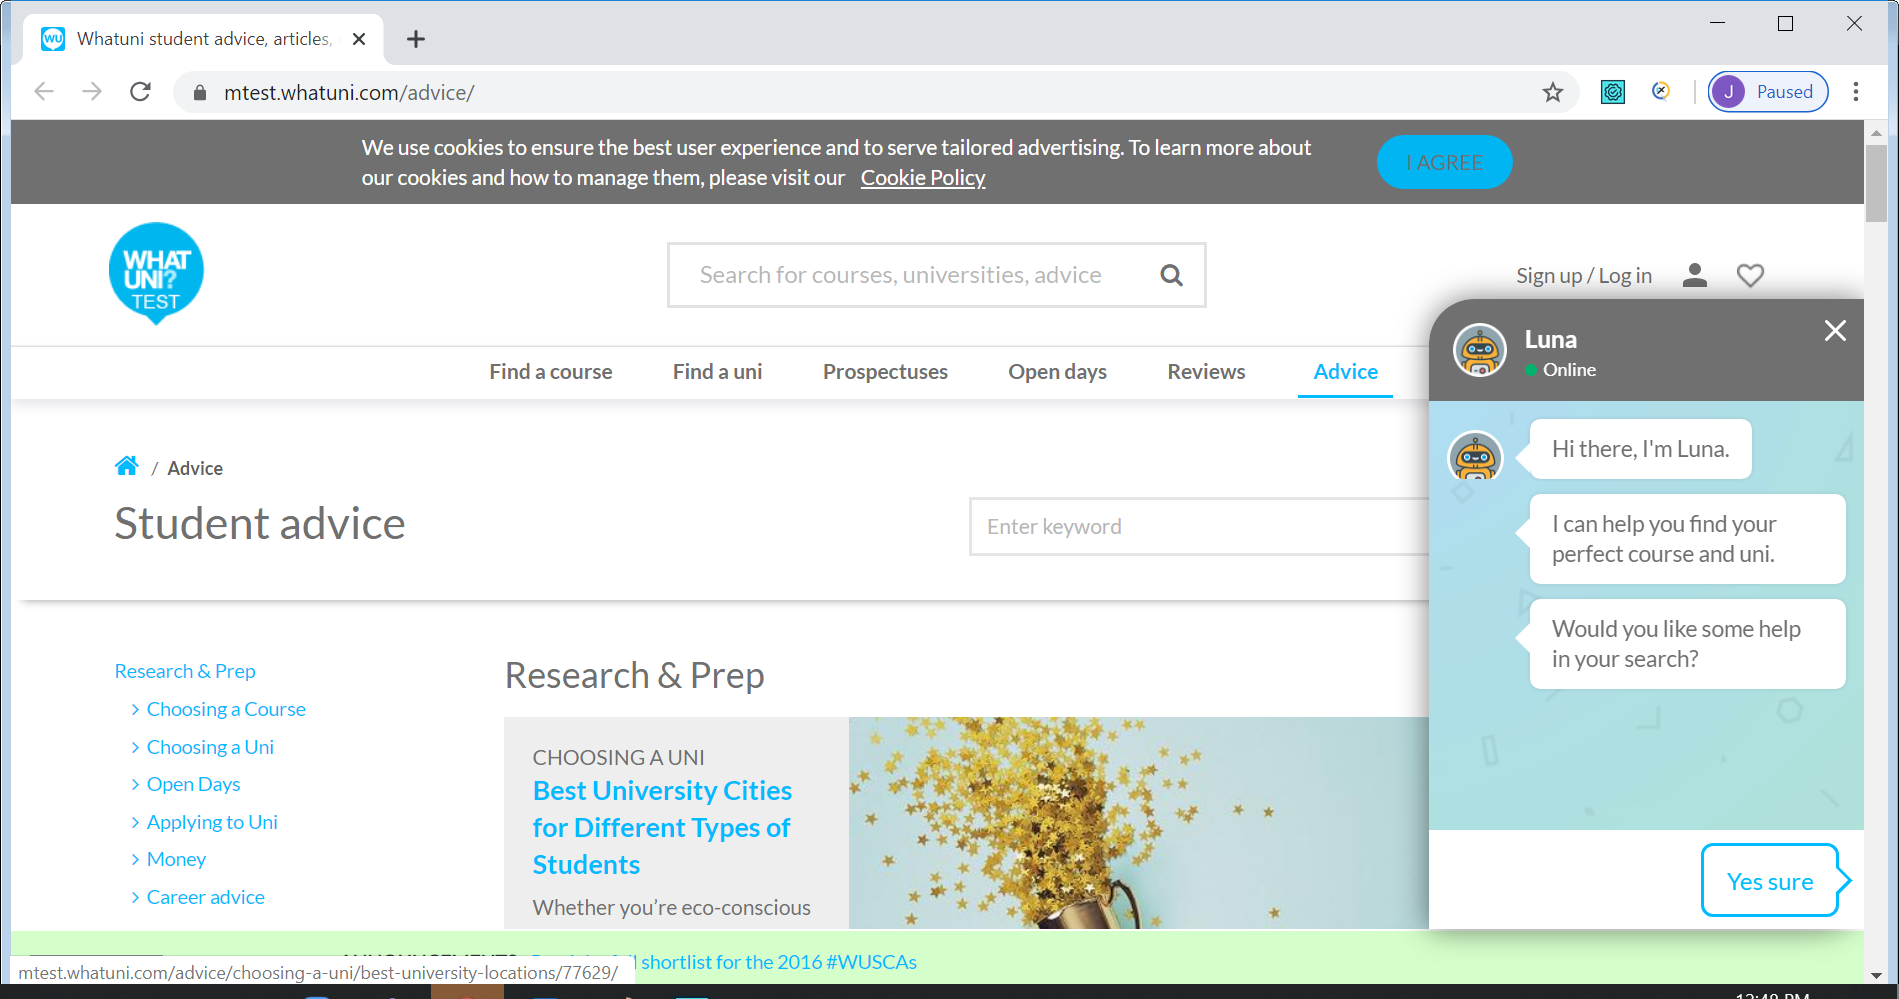 Whatuni student advice, articles,
mtest.whatuni.com/advice/
J Paused
We use cookies to ensure the best user experience and to serve tailored advertising. To learn more about
our cookies and how to manage them, please visit our Cookie Policy
I AGREE
WHAT
UNI?
TEST
Search for courses, universities, advice
Sign up / Log in
Find a course Find a uni Prospectuses Open days Reviews Advice
/ Advice
Student advice
Enter keyword
Research & Prep
Choosing a Course
Choosing a Uni
Open Days
Applying to Uni
Money
Career advice
Research & Prep
CHOOSING A UNI
Best University Cities
for Different Types of
Students
Whether you’re eco-conscious
Luna
Online
Hi there, I'm Luna.
I can help you find your
perfect course and uni.
Would you like some help
in your search?
Yes sure
shortlist for the 2016 #WUSCAs
mtest.whatuni.com/advice/choosing-a-uni/best-university-locations/77629/